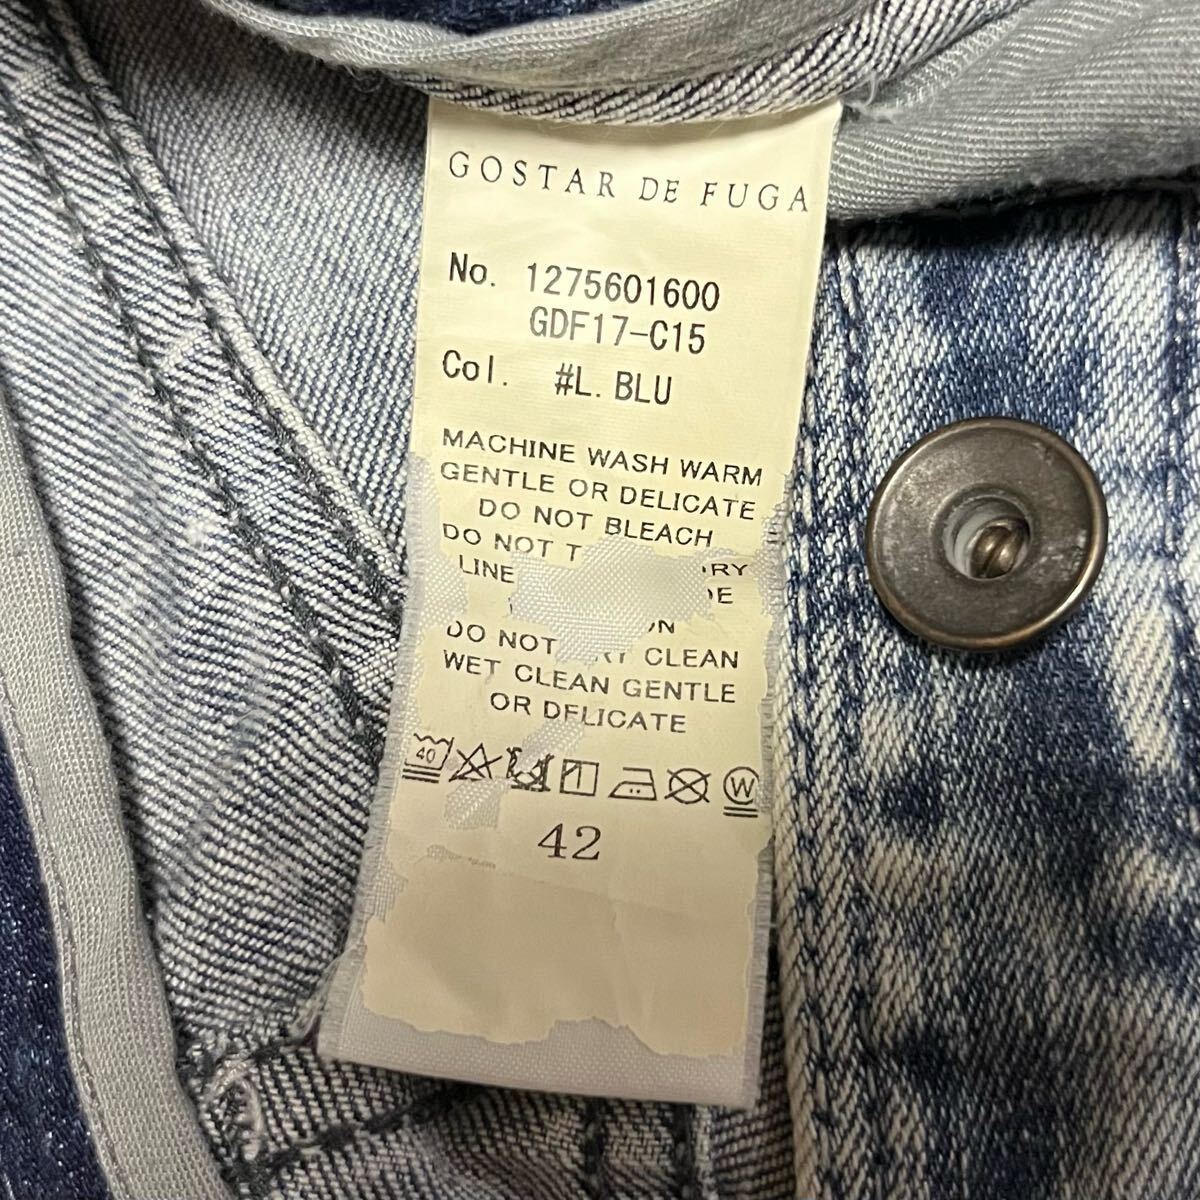 GOSTAR DE FUGA
No. 1275601600
GDF17-C15
Col. #L. BLU
MACHINE WASH WARM
GENTLE OR DELICATE
DO NOT BLEACH
DO NOT
LINE
DO NOT CLEAN
WET CLEAN GENTLE
OR DELICATE
40 W
42